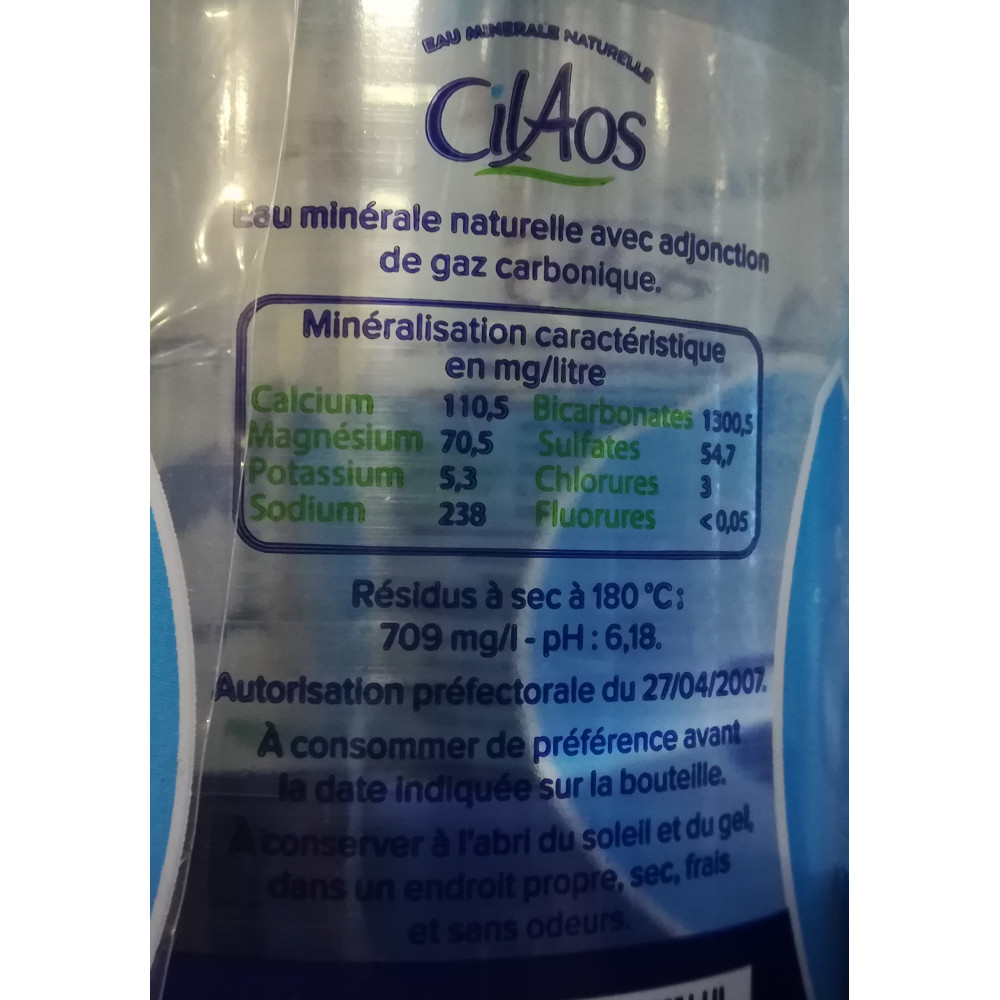 EAU MINERALE NATURELLE
CilAos
Eau minérale naturelle avec adjonction
de gaz carbonique.
Minéralisation caractéristique
en mg/litre
Calcium 110,5 Bicarbonates 1300,5
Magnésium 70,5 Sulfates 54,7
Potassium 5,3 Chlorures 3
Sodium 238 Fluorures < 0,05
Résidus à sec à 180 °C :
709 mg/l - pH : 6,18.
Autorisation préfectorale du 27/04/2007.
À consommer de préférence avant
la date indiquée sur la bouteille.
A conserver à l'abri du soleil et du gel,
dans un endroit propre, sec, frais
et sans odeurs.